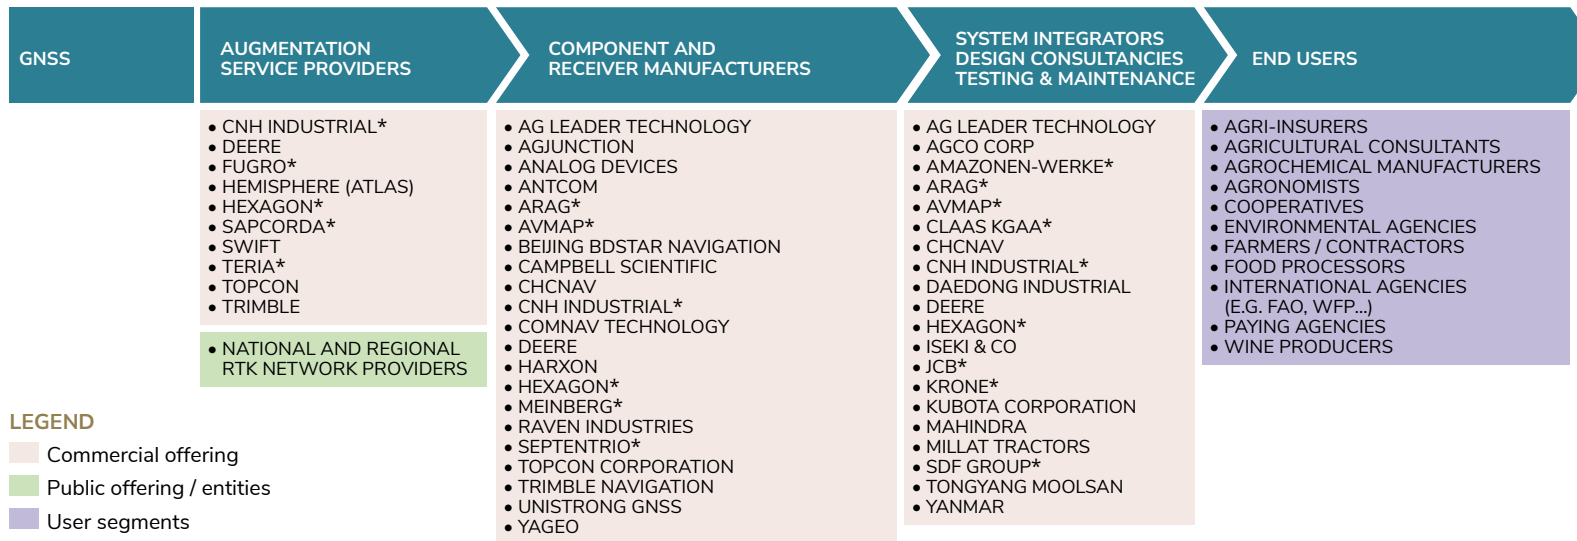 GNSS
AUGMENTATION
SERVICE PROVIDERS
COMPONENT AND
RECEIVER MANUFACTURERS
SYSTEM INTEGRATORS
DESIGN CONSULTANCIES
TESTING & MAINTENANCE
END USERS
• CNH INDUSTRIAL*
• DEERE
• FUGRO*
• HEMISPHERE (ATLAS)
• HEXAGON*
• SAPCORDA*
• SWIFT
• TERIA*
• TOPCON
• TRIMBLE
• NATIONAL AND REGIONAL
RTK NETWORK PROVIDERS
• AG LEADER TECHNOLOGY
• AGJUNCTION
• ANALOG DEVICES
• ANTCOM
• ARAG*
• AVMAP*
• BEIJING BDSTAR NAVIGATION
• CAMPBELL SCIENTIFIC
• CHCNAV
• CNH INDUSTRIAL*
• COMNAV TECHNOLOGY
• DEERE
• HARXON
• HEXAGON*
• MEINBERG*
• RAVEN INDUSTRIES
• SEPTENTRIO*
• TOPCON CORPORATION
• TRIMBLE NAVIGATION
• UNISTRONG GNSS
• YAGEO
• AG LEADER TECHNOLOGY
• AGCO CORP
• AMAZONEN-WERKE*
• ARAG*
• AVMAP*
• CLAAS KGAA*
• CHCNAV
• CNH INDUSTRIAL*
• DAEDONG INDUSTRIAL
• DEERE
• HEXAGON*
• ISEKI & CO
• JCB*
• KRONE*
• KUBOTA CORPORATION
• MAHINDRA
• MILLAT TRACTORS
• SDF GROUP*
• TONGYANG MOOLSAN
• YANMAR
• AGRI-INSURERS
• AGRICULTURAL CONSULTANTS
• AGROCHEMICAL MANUFACTURERS
• AGRONOMISTS
• COOPERATIVES
• ENVIRONMENTAL AGENCIES
• FARMERS / CONTRACTORS
• FOOD PROCESSORS
• INTERNATIONAL AGENCIES
(E.G. FAO, WFP...)
• PAYING AGENCIES
• WINE PRODUCERS
LEGEND
Commercial offering
Public offering / entities
User segments